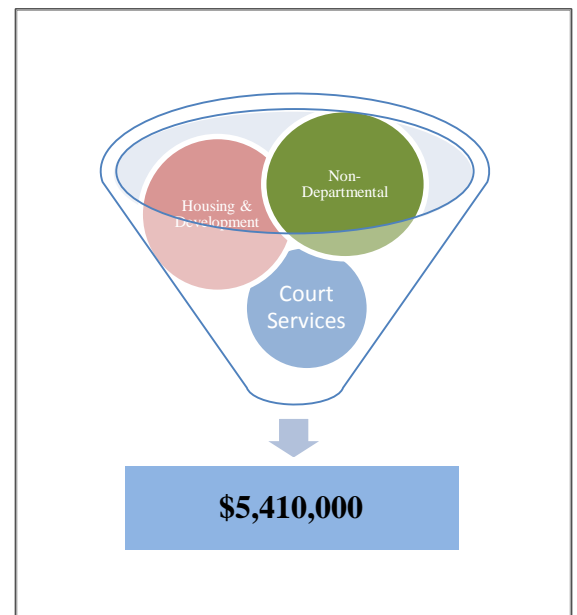 Non-
Departmental
Housing &
Development
Court
Services
$5,410,000